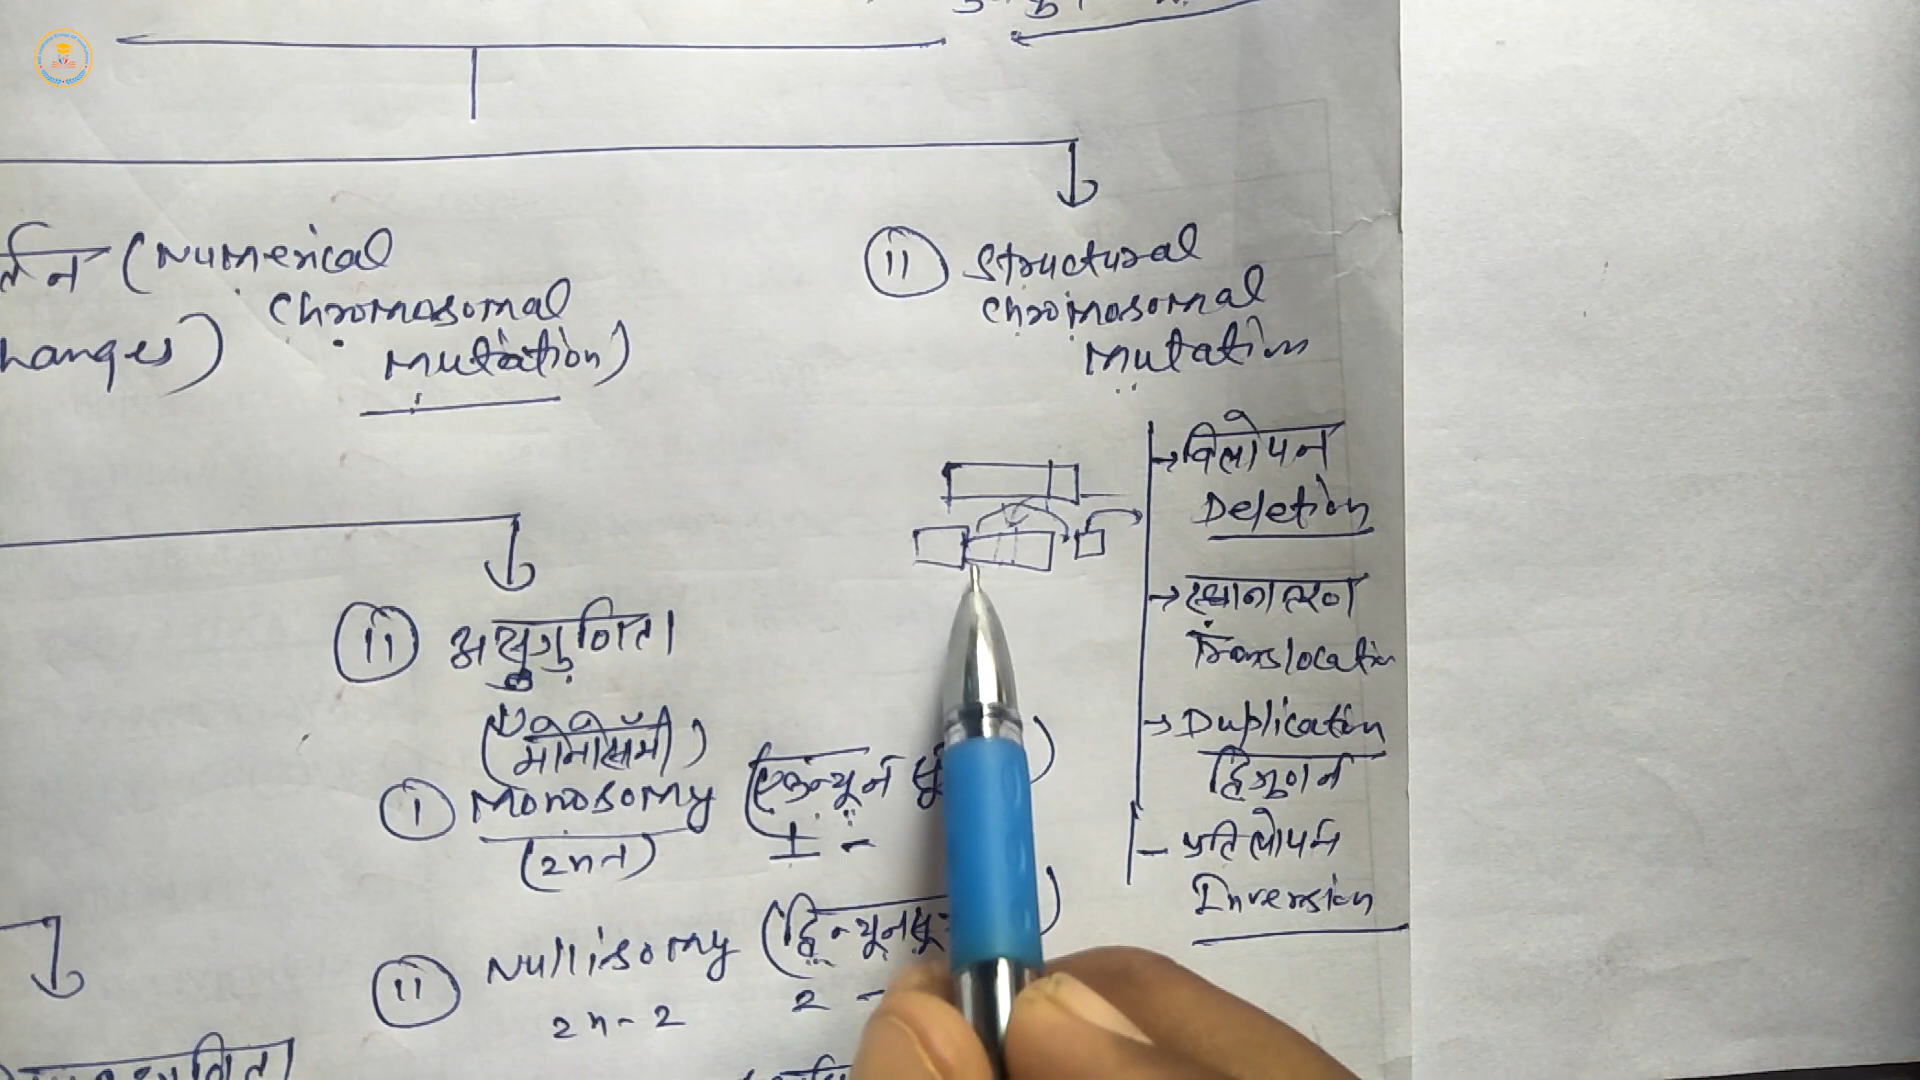 (Numerical
Chromosomal
Mutation)
hanges)
(ii) Structural
Chromosomal
Mutation
→ विलोपन
Deletion
→ स्थानान्तरण
Translocation
→ Duplication
द्विगुणन
– प्रतिलोपन
Inversion
(ii) असुगुणिता
(मोनोसोमी)
(i) Monosomy
(2n-1)
(ii) Nullisomy
2n-2